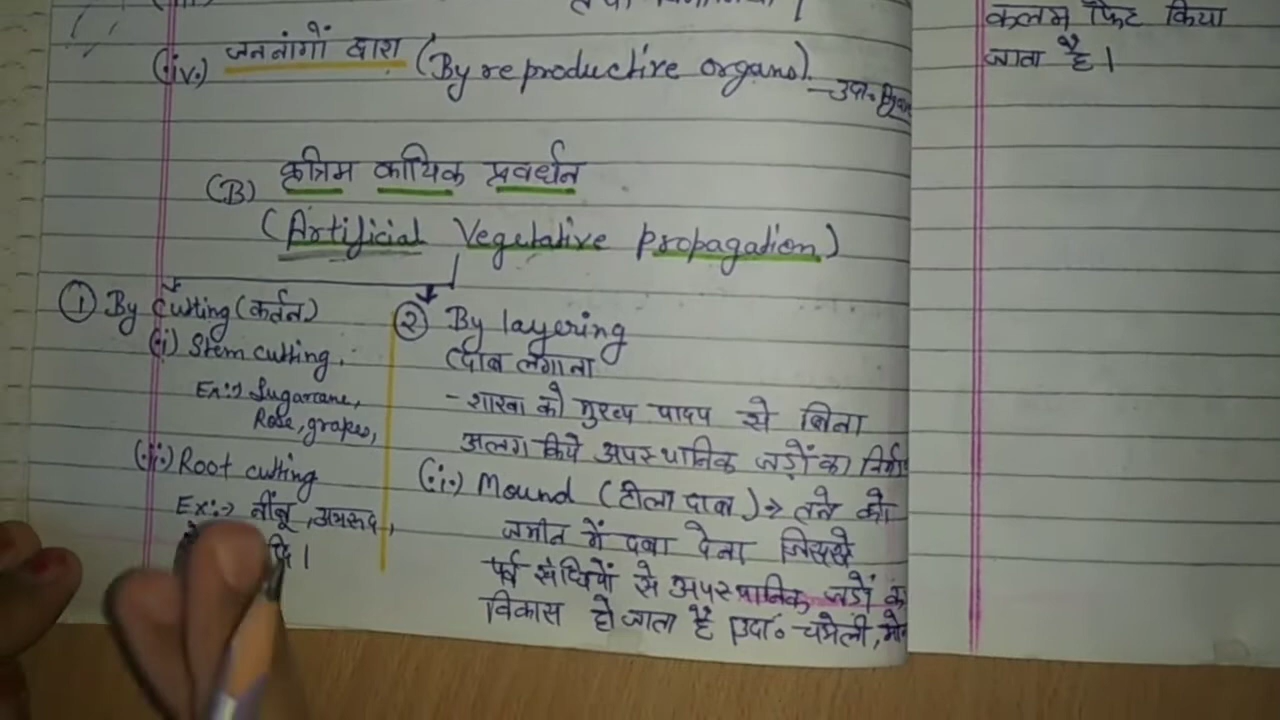 (iv.) जननांगों द्वारा (By reproductive organs).
— उदा॰
(B) कृत्रिम कायिक प्रवर्धन
(Artificial Vegetative propagation)
① By Cutting (कर्तन)
(i) Stem cutting.
Ex:→ Sugarcane,
Rose, grapes,
(ii) Root cutting
Ex:→ नींबू, अमरूद,
② By layering
(दाब लगाना
- शाखा को मुख्य पादप से बिना
अलग किये अपस्थानिक जड़ों का
(i.) Mound (टीला दाब) → तने को
जमीन में दबा देना जिससे
पर्व संधियों से अपस्थानिक जड़ों का
विकास हो जाता है। उदा॰ - चमेली,
कलम फिट किया
जाता है।